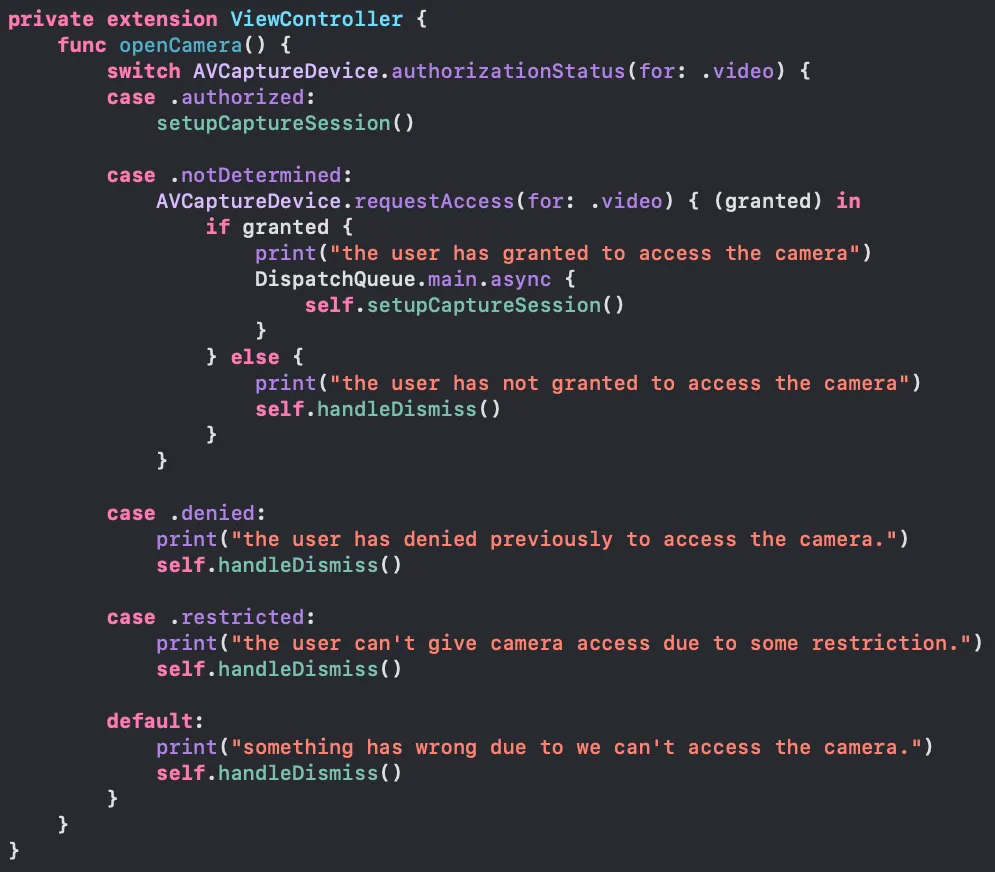 private extension ViewController {
    func openCamera() {
        switch AVCaptureDevice.authorizationStatus(for: .video) {
        case .authorized:
            setupCaptureSession()

        case .notDetermined:
            AVCaptureDevice.requestAccess(for: .video) { (granted) in
                if granted {
                    print("the user has granted to access the camera")
                    DispatchQueue.main.async {
                        self.setupCaptureSession()
                    }
                } else {
                    print("the user has not granted to access the camera")
                    self.handleDismiss()
                }
            }

        case .denied:
            print("the user has denied previously to access the camera.")
            self.handleDismiss()

        case .restricted:
            print("the user can't give camera access due to some restriction.")
            self.handleDismiss()

        default:
            print("something has wrong due to we can't access the camera.")
            self.handleDismiss()
        }
    }
}